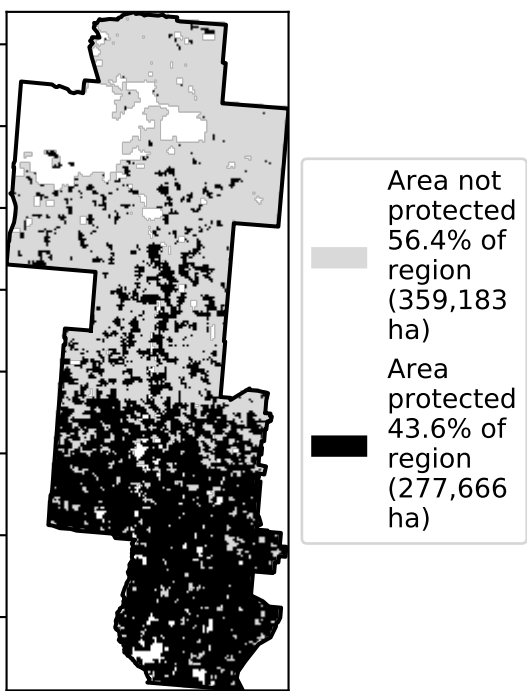 Area not
protected
56.4% of
region
(359,183
ha)
Area
protected
43.6% of
region
(277,666
ha)